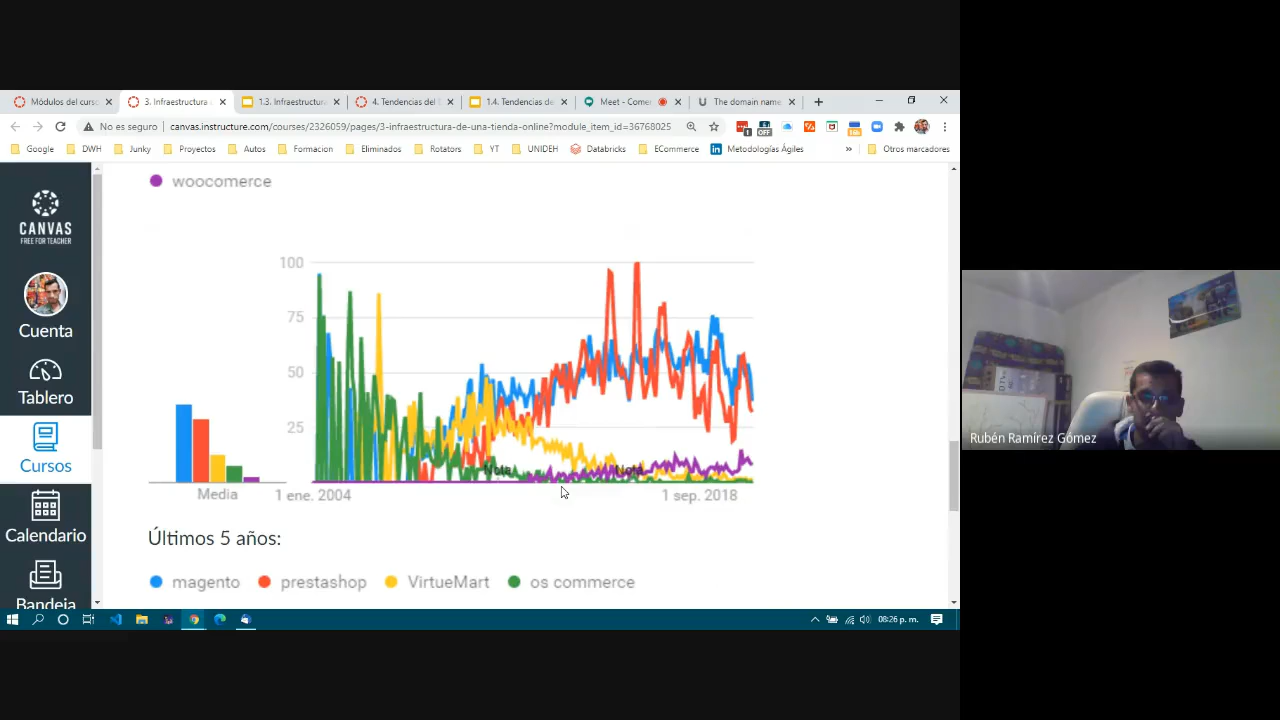 Módulos del curso
3. Infraestructura
1.3. Infraestructura
4. Tendencias del
1.4. Tendencias de
Meet - Come
The domain name
No es seguro
canvas.instructure.com/courses/2326059/pages/3-infraestructura-de-una-tienda-online?module_item_id=36768025
Google
DWH
Junky
Proyectos
Autos
Formacion
Eliminados
Rotators
YT
UNIDEH
Databricks
ECommerce
Metodologías Ágiles
»
Otros marcadores
CANVAS
FREE FOR TEACHER
Cuenta
Tablero
Cursos
Calendario
Bandeja
woocomerce
100
75
50
25
Nota
Nota
Media
1 ene. 2004
1 sep. 2018
Últimos 5 años:
magento
prestashop
VirtueMart
os commerce
08:26 p. m.
Rubén Ramírez Gómez